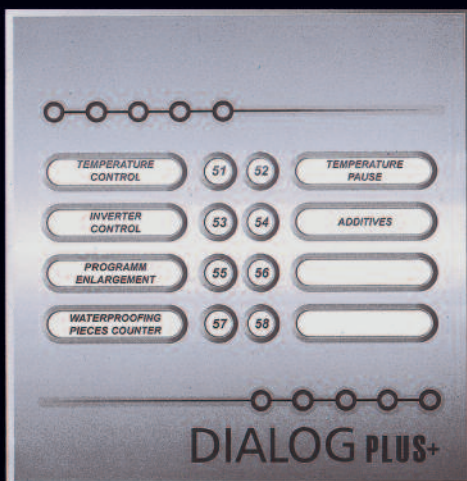 TEMPERATURE
CONTROL
51
52
TEMPERATURE
PAUSE
INVERTER
CONTROL
53
54
ADDITIVES
PROGRAMM
ENLARGEMENT
55
56
WATERPROOFING
PIECES COUNTER
57
58
DIALOG PLUS+